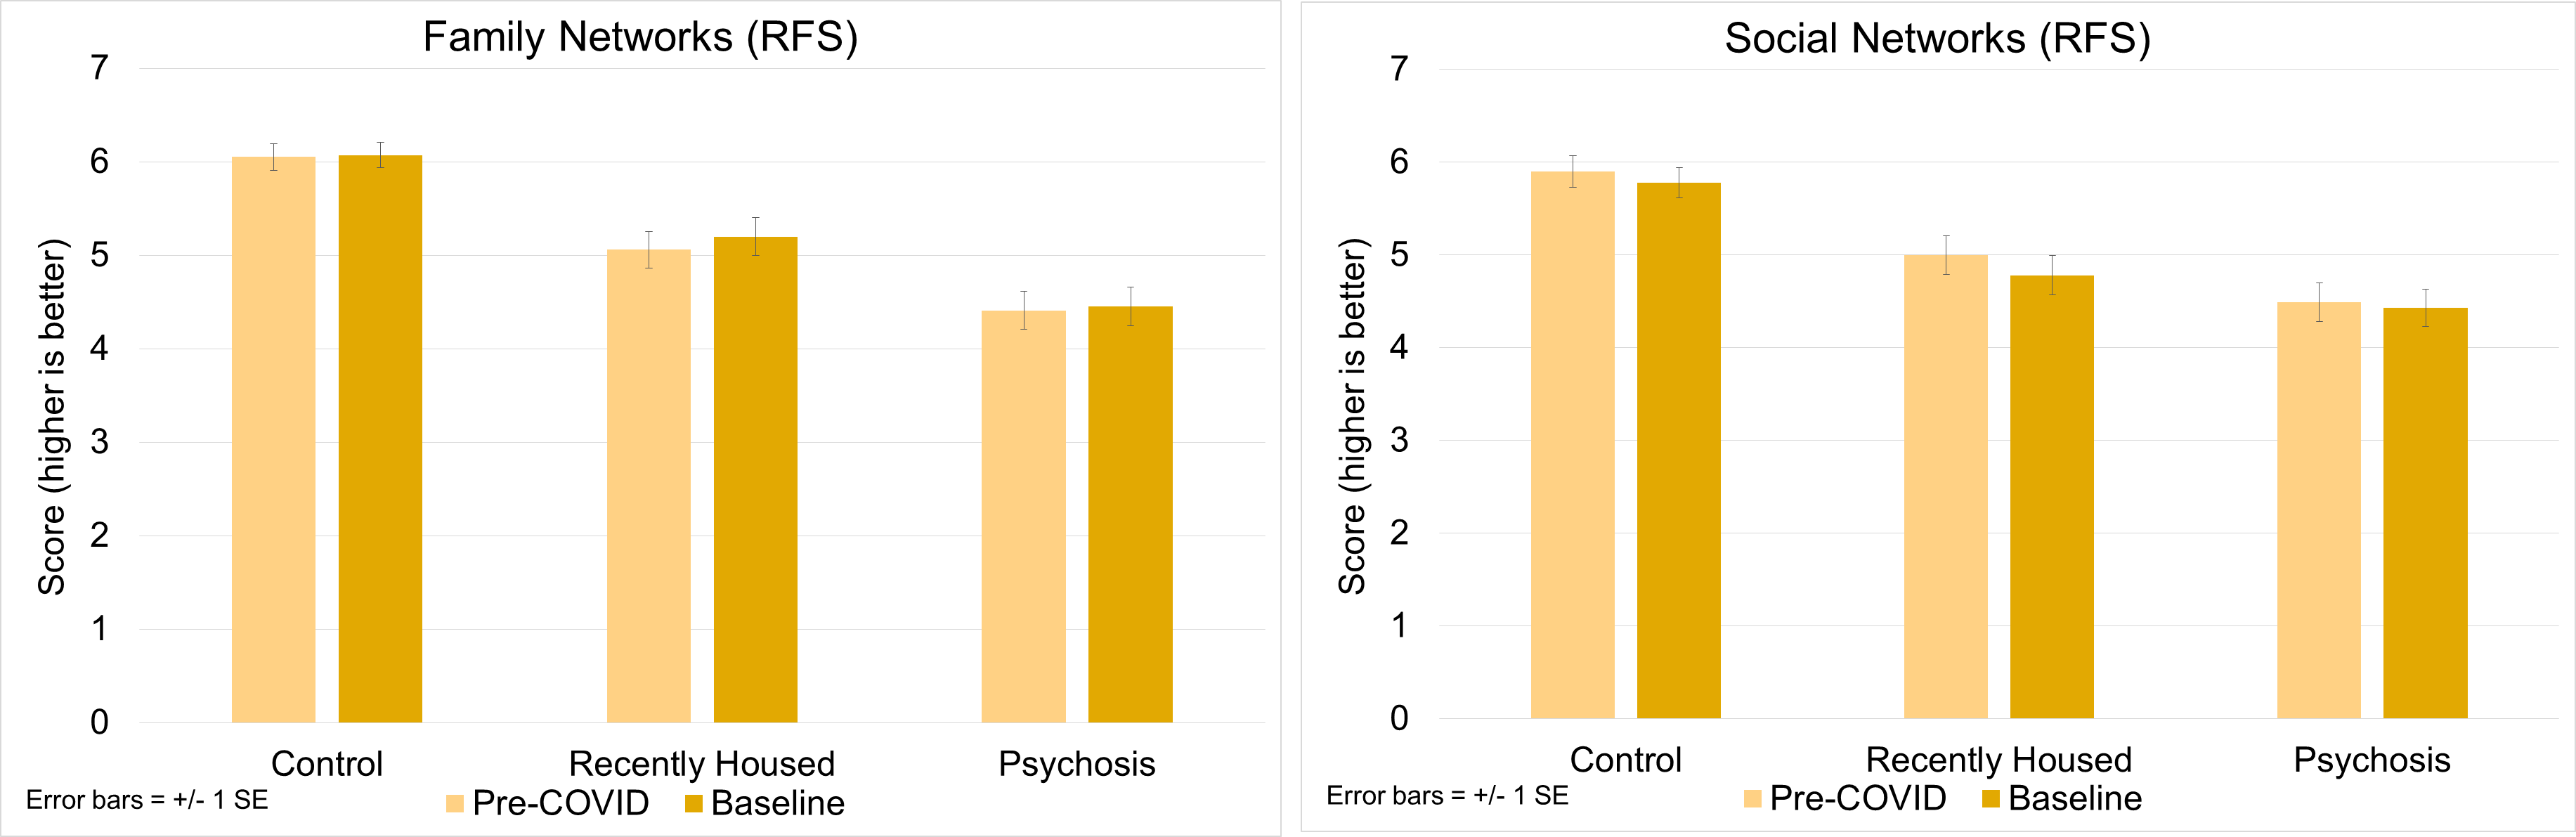 Family Networks (RFS)
Score (higher is better)
7
6
5
4
3
2
1
0
Control Recently Housed Psychosis
Error bars = +/- 1 SE
Pre-COVID Baseline
Social Networks (RFS)
Score (higher is better)
7
6
5
4
3
2
1
0
Control Recently Housed Psychosis
Error bars = +/- 1 SE
Pre-COVID Baseline